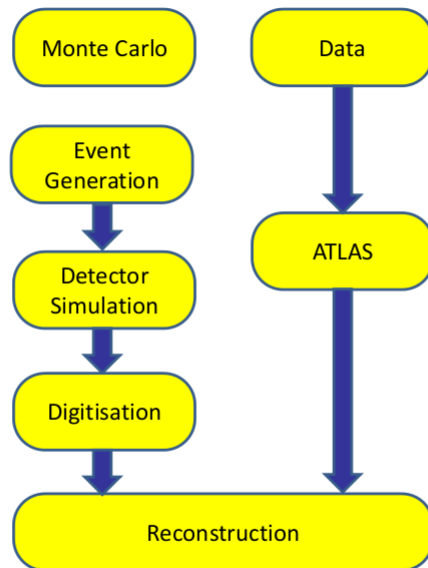 Monte Carlo
Data
Event
Generation
ATLAS
Detector
Simulation
Digitisation
Reconstruction